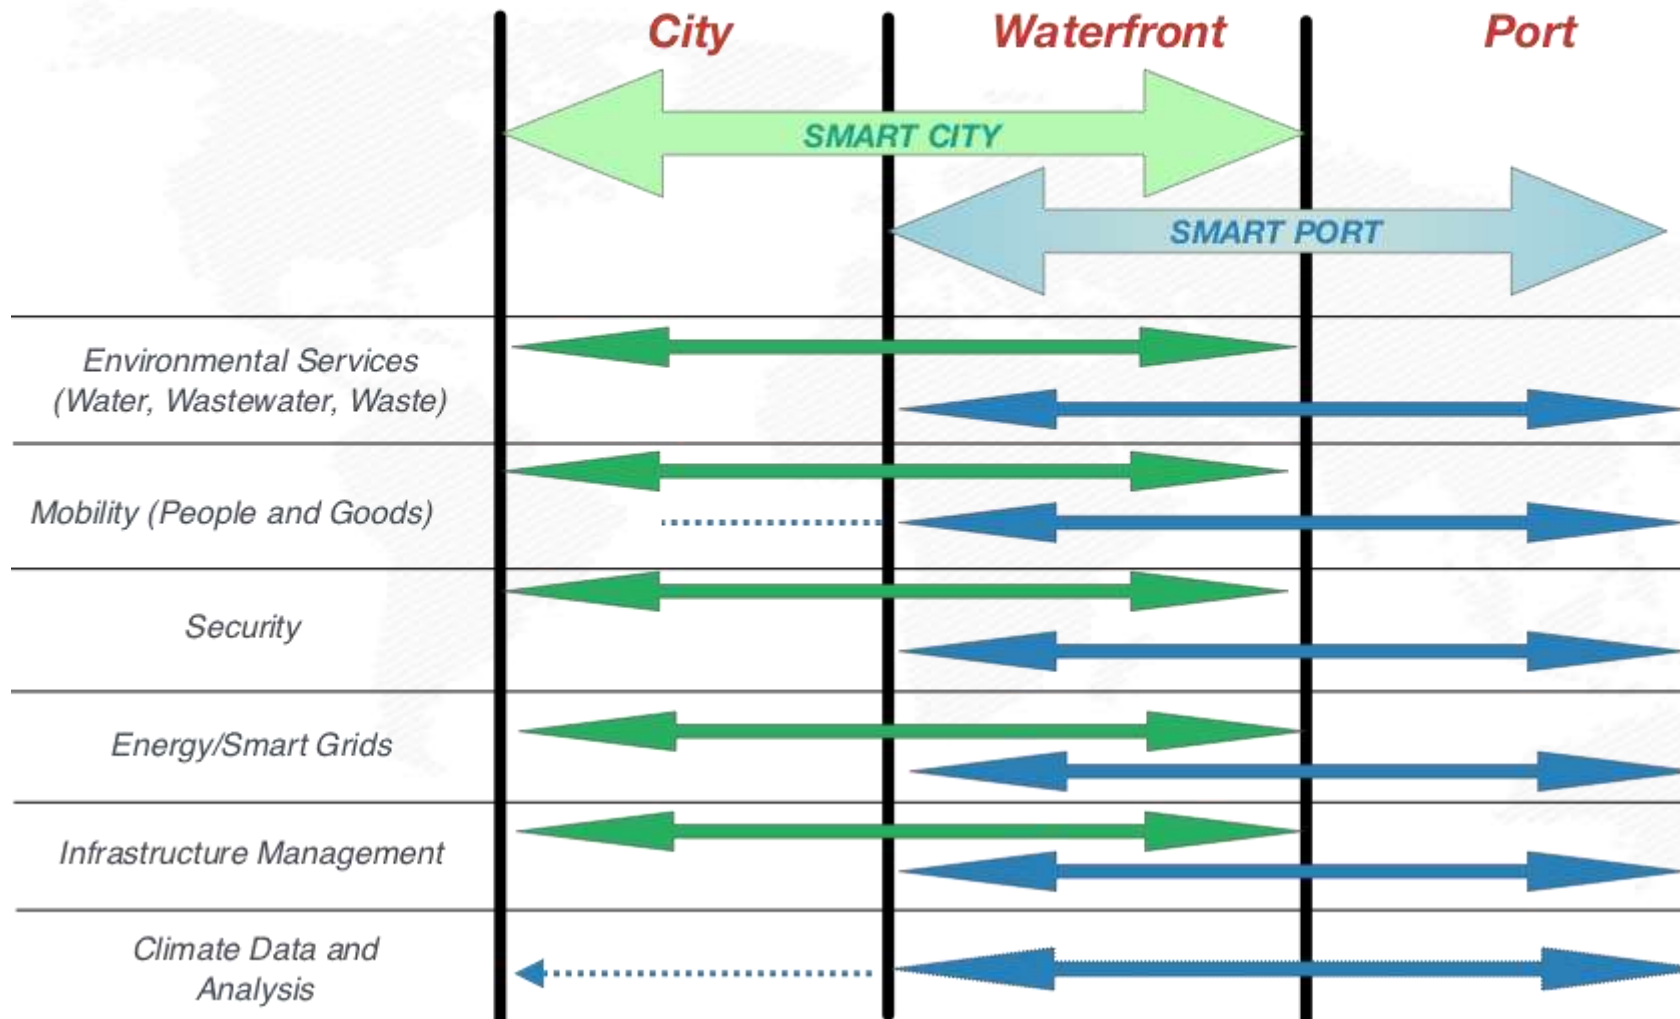 City
Waterfront
Port
SMART CITY
SMART PORT
Environmental Services
(Water, Wastewater, Waste)
Mobility (People and Goods)
Security
Energy/Smart Grids
Infrastructure Management
Climate Data and
Analysis